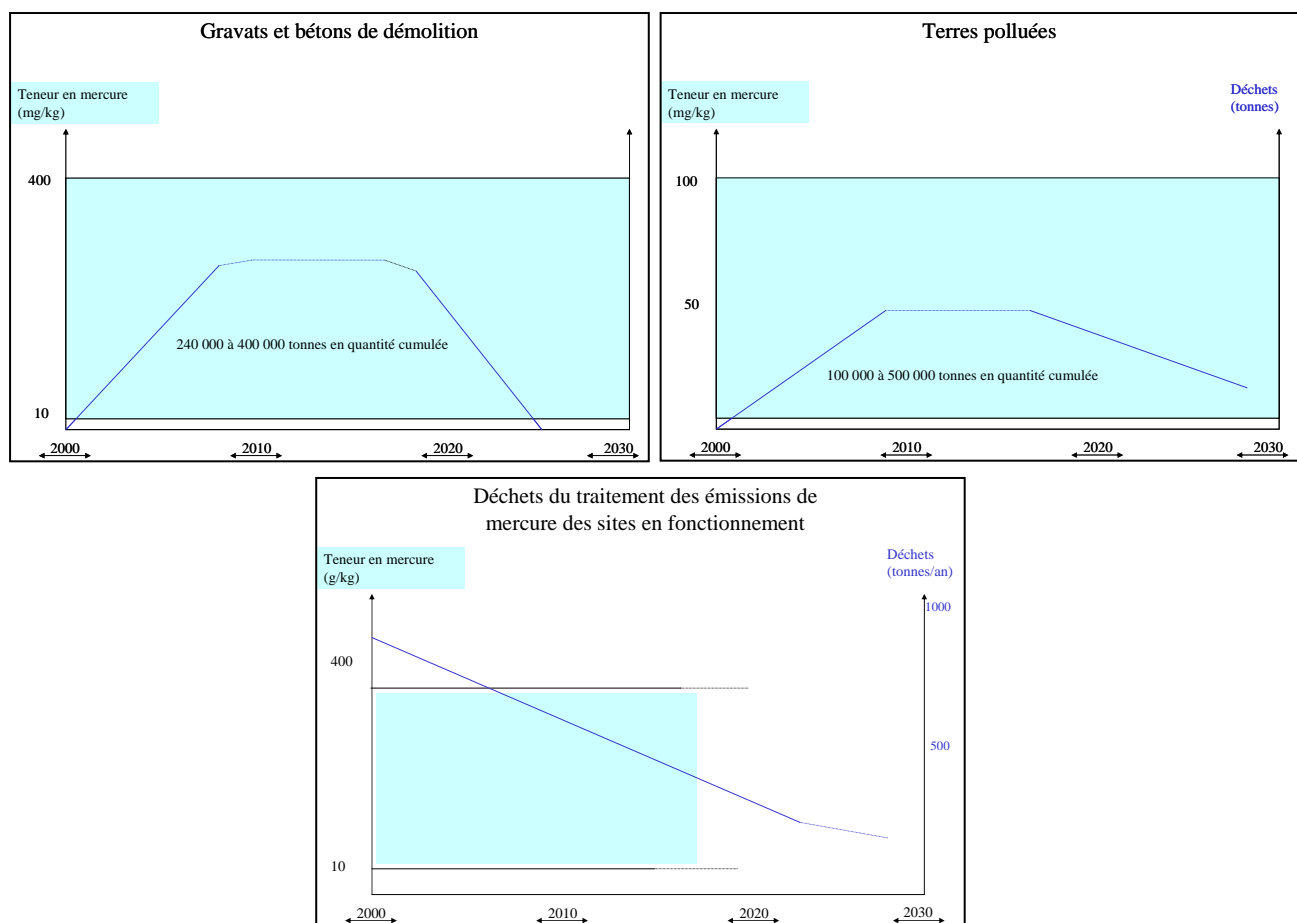 Gravats et bétons de démolition
Teneur en mercure
(mg/kg)
400
240 000 à 400 000 tonnes en quantité cumulée
10
2000
2010
2020
2030
Terres polluées
Teneur en mercure
(mg/kg)
Déchets
(tonnes)
100
50
100 000 à 500 000 tonnes en quantité cumulée
2000
2010
2020
2030
Déchets du traitement des émissions de
mercure des sites en fonctionnement
Teneur en mercure
(g/kg)
Déchets
(tonnes/an)
1000
400
500
10
2000
2010
2020
2030